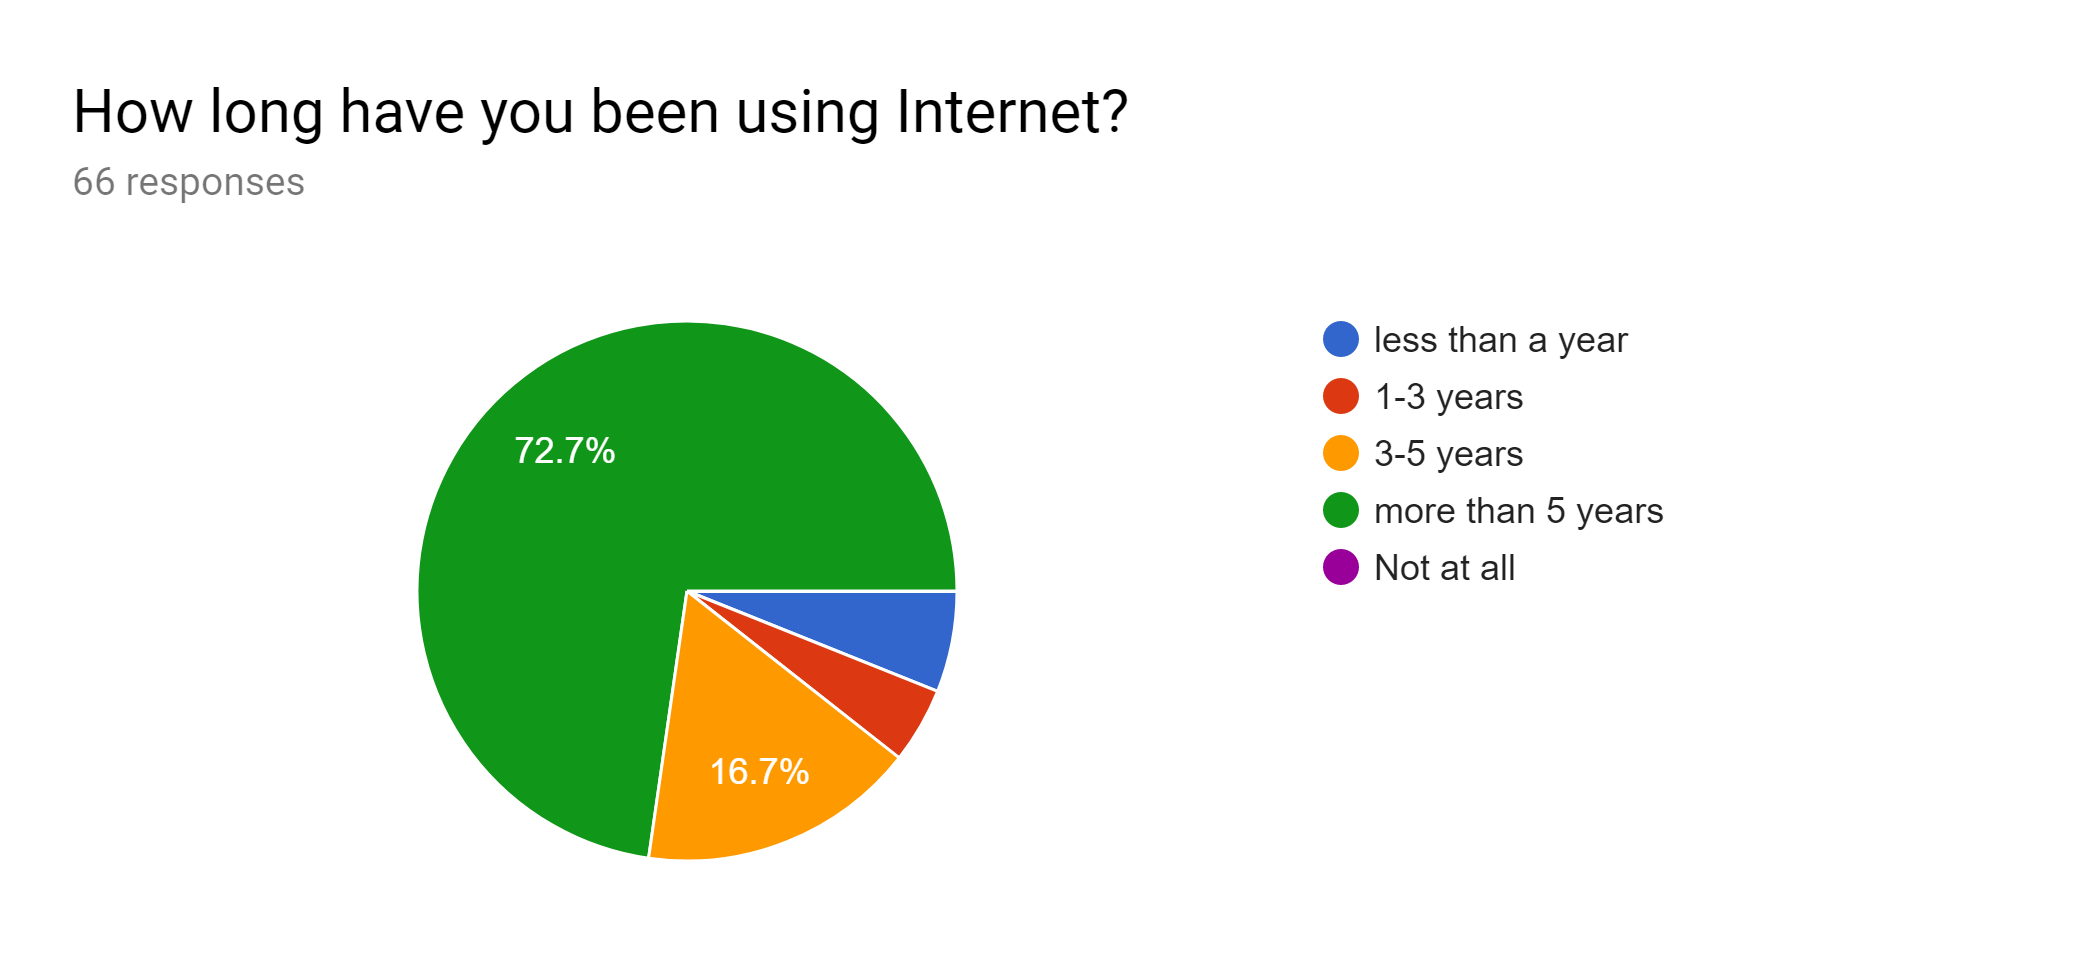 How long have you been using Internet?
66 responses
72.7%
16.7%
less than a year
1-3 years
3-5 years
more than 5 years
Not at all